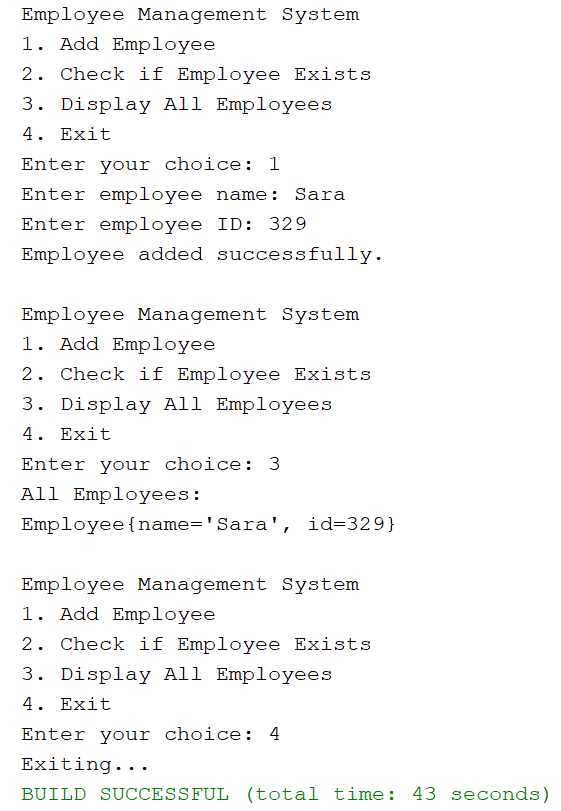 Employee Management System
1. Add Employee
2. Check if Employee Exists
3. Display All Employees
4. Exit
Enter your choice: 1
Enter employee name: Sara
Enter employee ID: 329
Employee added successfully.
Employee Management System
1. Add Employee
2. Check if Employee Exists
3. Display All Employees
4. Exit
Enter your choice: 3
All Employees:
Employee{name='Sara', id=329}
Employee Management System
1. Add Employee
2. Check if Employee Exists
3. Display All Employees
4. Exit
Enter your choice: 4
Exiting...
BUILD SUCCESSFUL (total time: 43 seconds)